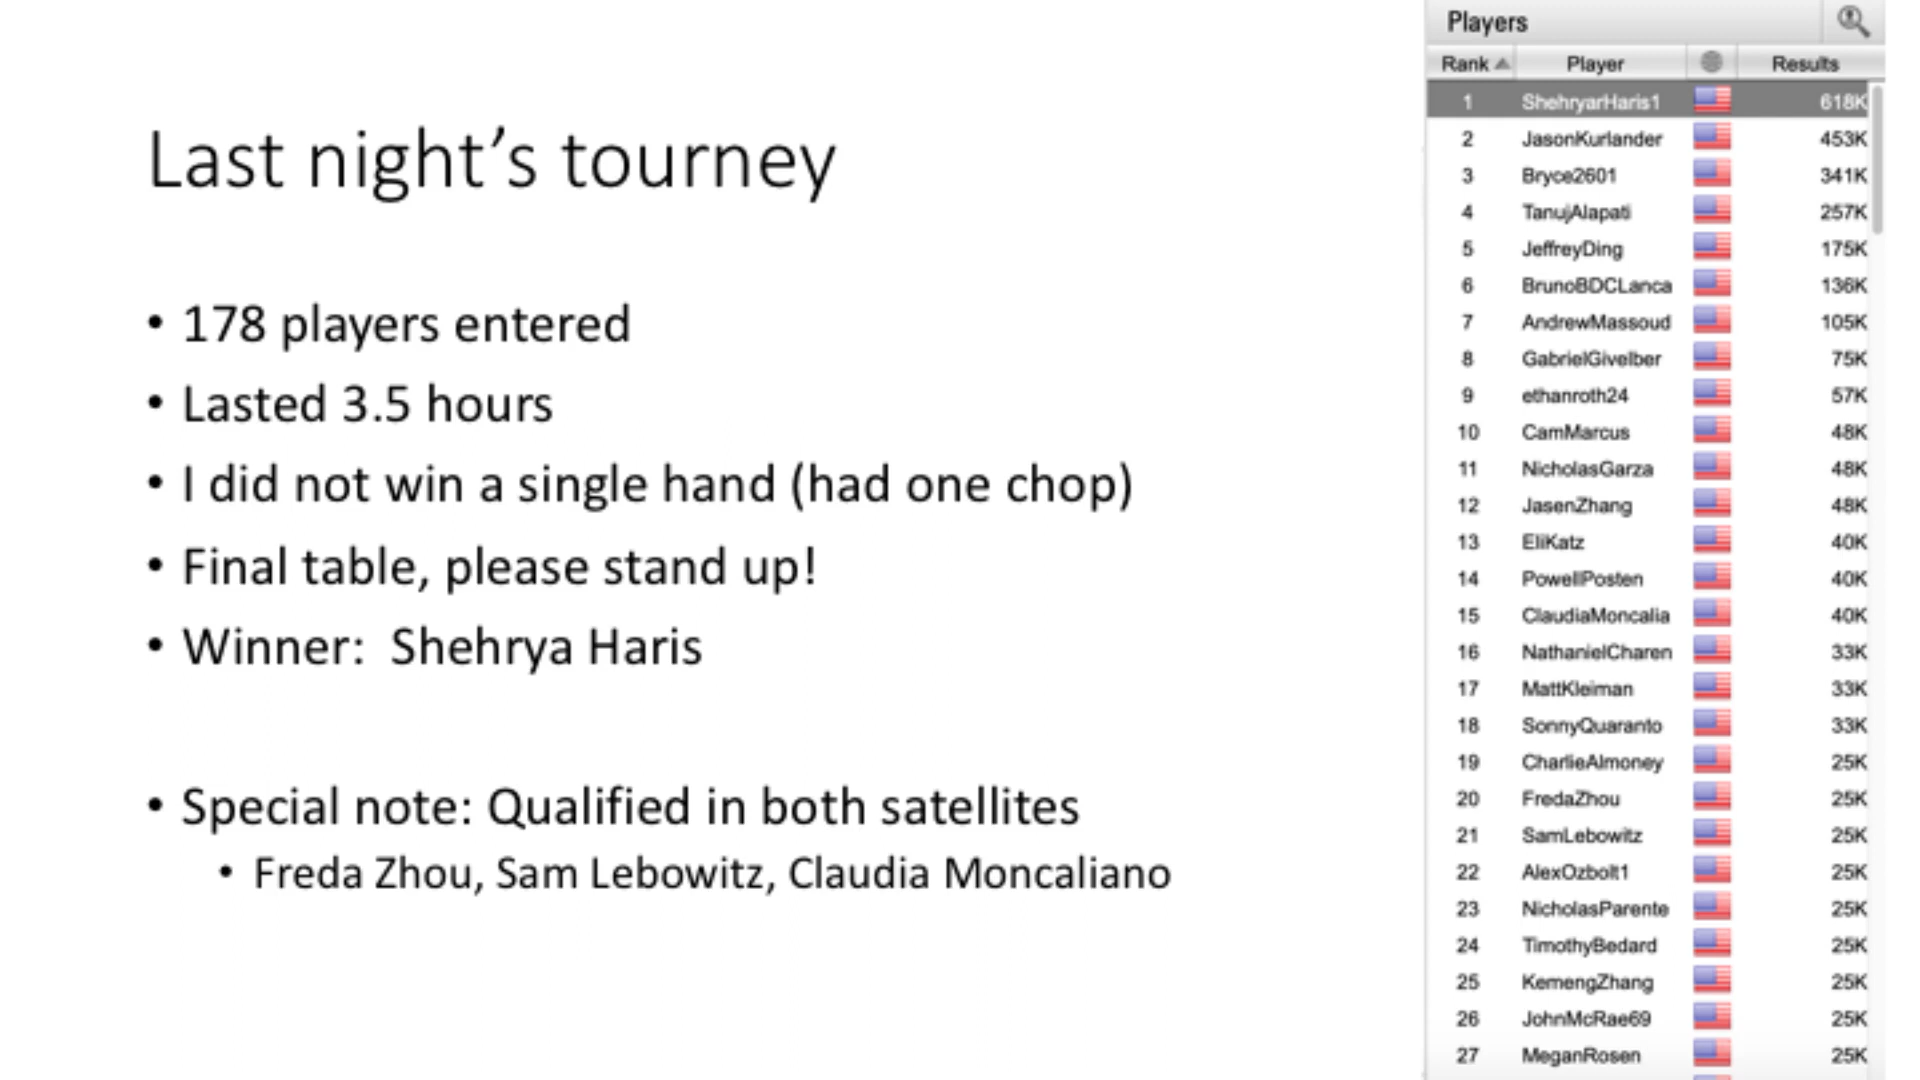 Last night’s tourney
• 178 players entered
• Lasted 3.5 hours
• I did not win a single hand (had one chop)
• Final table, please stand up!
• Winner:  Shehrya Haris
• Special note: Qualified in both satellites
• Freda Zhou, Sam Lebowitz, Claudia Moncaliano
Players
Rank Player Results
1 ShehryarHaris1 618K
2 JasonKurlander 453K
3 Bryce2601 341K
4 TanujAlapati 257K
5 JeffreyDing 175K
6 BrunoBDCLanca 136K
7 AndrewMassoud 105K
8 GabrielGivelber 75K
9 ethanroth24 57K
10 CamMarcus 48K
11 NicholasGarza 48K
12 JasenZhang 48K
13 EliKatz 40K
14 PowellPosten 40K
15 ClaudiaMoncalia 40K
16 NathanielCharen 33K
17 MattKleiman 33K
18 SonnyQuaranto 33K
19 CharlieAlmoney 25K
20 FredaZhou 25K
21 SamLebowitz 25K
22 AlexOzbolt1 25K
23 NicholasParente 25K
24 TimothyBedard 25K
25 KemengZhang 25K
26 JohnMcRae69 25K
27 MeganRosen 25K